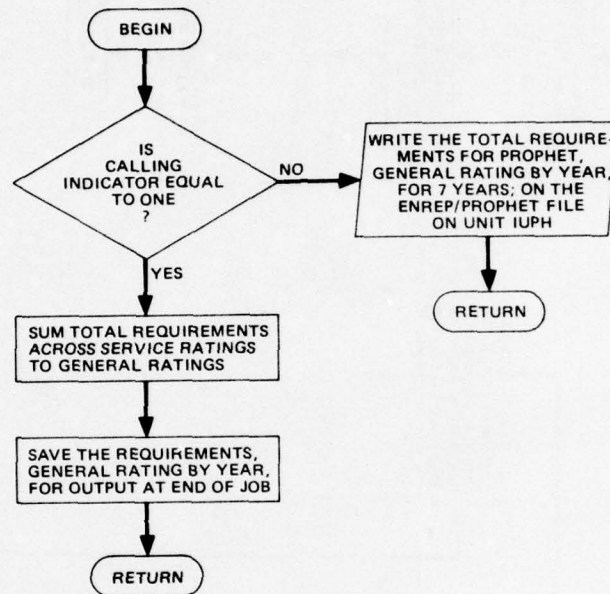 BEGIN
IS
CALLING
INDICATOR EQUAL
TO ONE
?
NO
WRITE THE TOTAL REQUIRE-
MENTS FOR PROPHET,
GENERAL RATING BY YEAR,
FOR 7 YEARS; ON THE
ENREP/PROPHET FILE
ON UNIT IUPH
RETURN
YES
SUM TOTAL REQUIREMENTS
ACROSS SERVICE RATINGS
TO GENERAL RATINGS
SAVE THE REQUIREMENTS,
GENERAL RATING BY YEAR,
FOR OUTPUT AT END OF JOB
RETURN